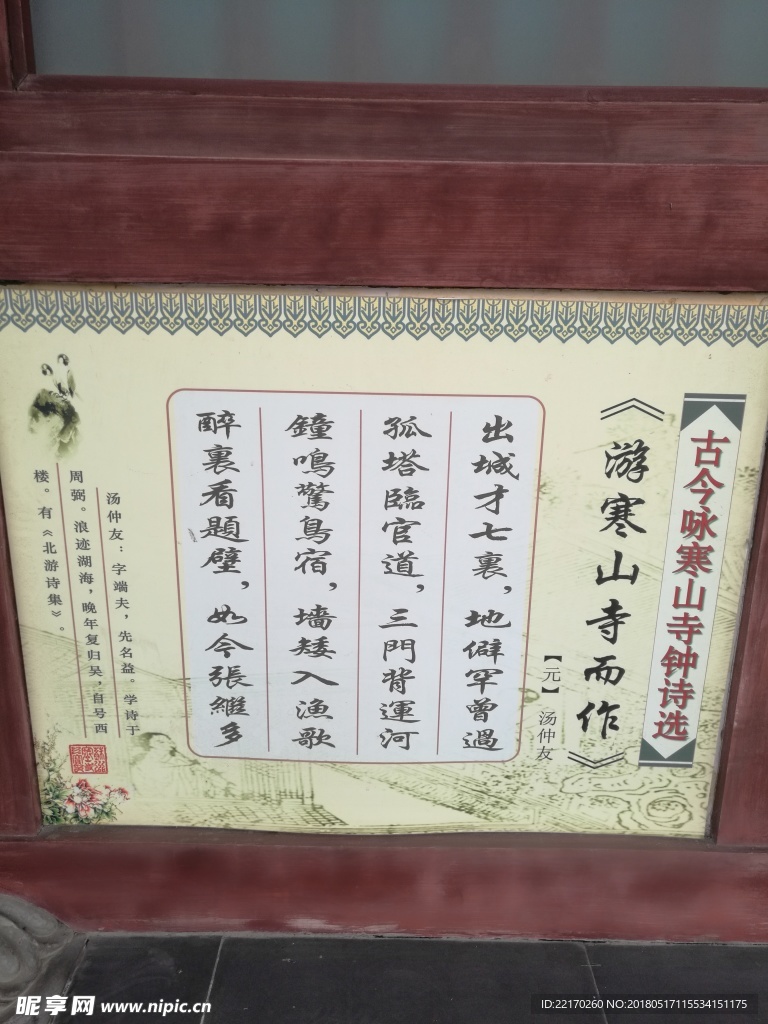 古今咏寒山寺钟诗选
《游寒山寺而作》
【元】 汤仲友
出城才七裏，地僻罕曾過
孤塔臨官道，三門背運河
鐘鳴驚鳥宿，墻矮入漁歌
醉裏看題壁，如今張繼多
汤仲友：字端夫，先名益。学诗于
周弼。浪迹湖海，晚年复归吴，自号西
楼。有《北游诗集》。
昵享网 www.nipic.cn
ID:22170260 NO:20180517115534151175